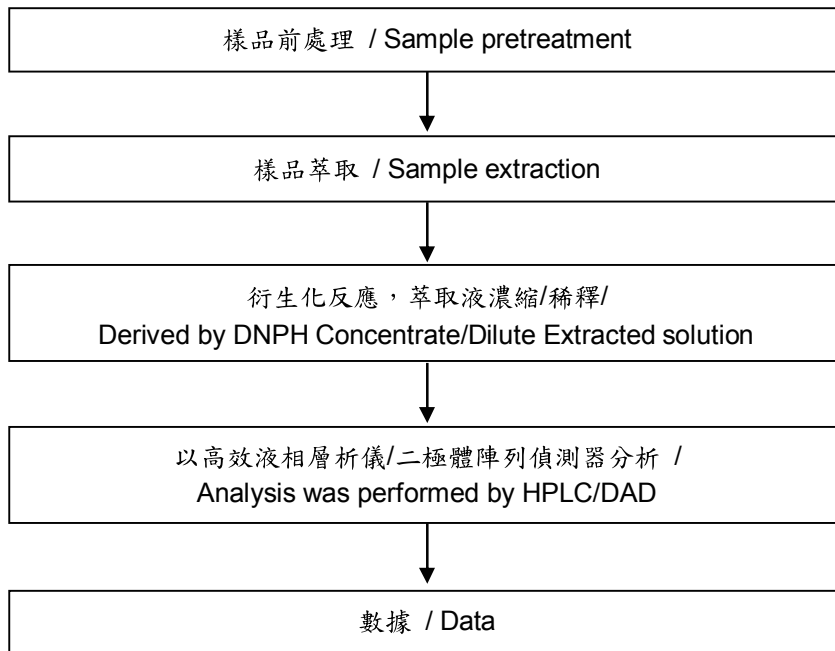 樣品前處理 / Sample pretreatment
樣品萃取 / Sample extraction
衍生化反應，萃取液濃縮/稀釋/
Derived by DNPH Concentrate/Dilute Extracted solution
以高效液相層析儀/二極體陣列偵測器分析 /
Analysis was performed by HPLC/DAD
數據 / Data